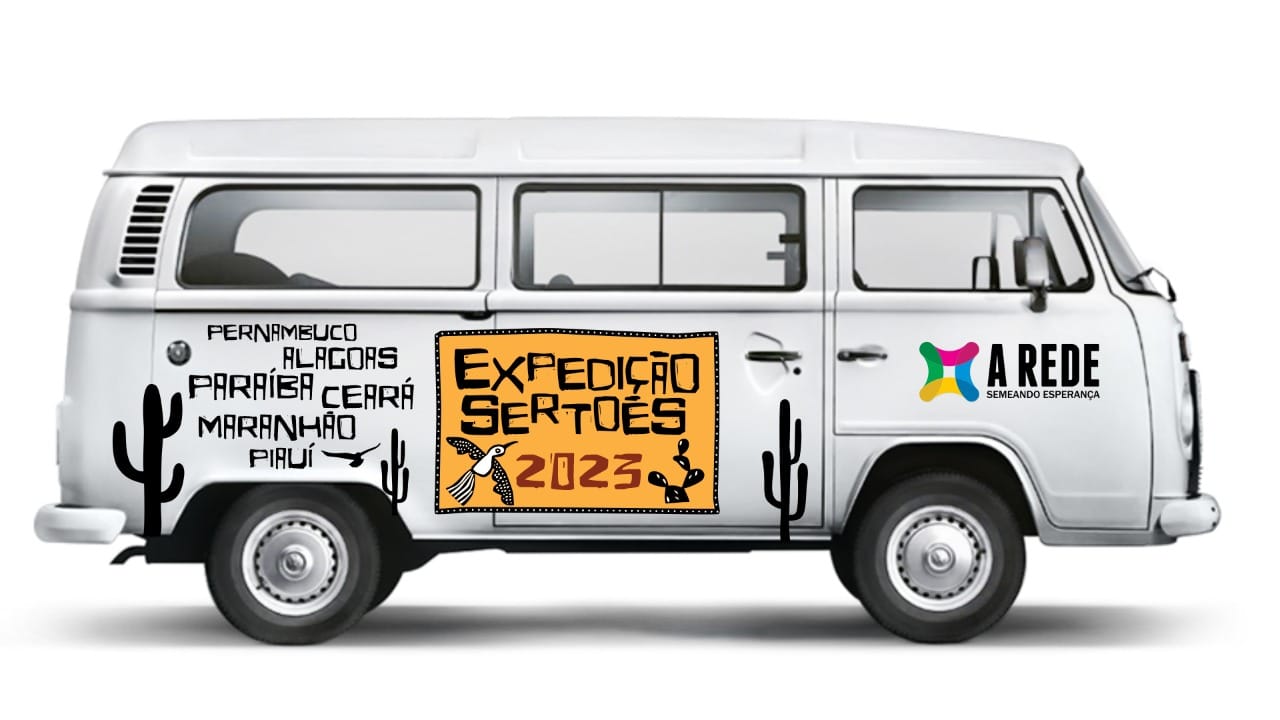 PERNAMBUCO
ALAGOAS
PARAÍBA CEARÁ
MARANHÃO
PIAUÍ
EXPEDIÇÃO
SERTÕES
2023
A REDE
SEMEANDO ESPERANÇA